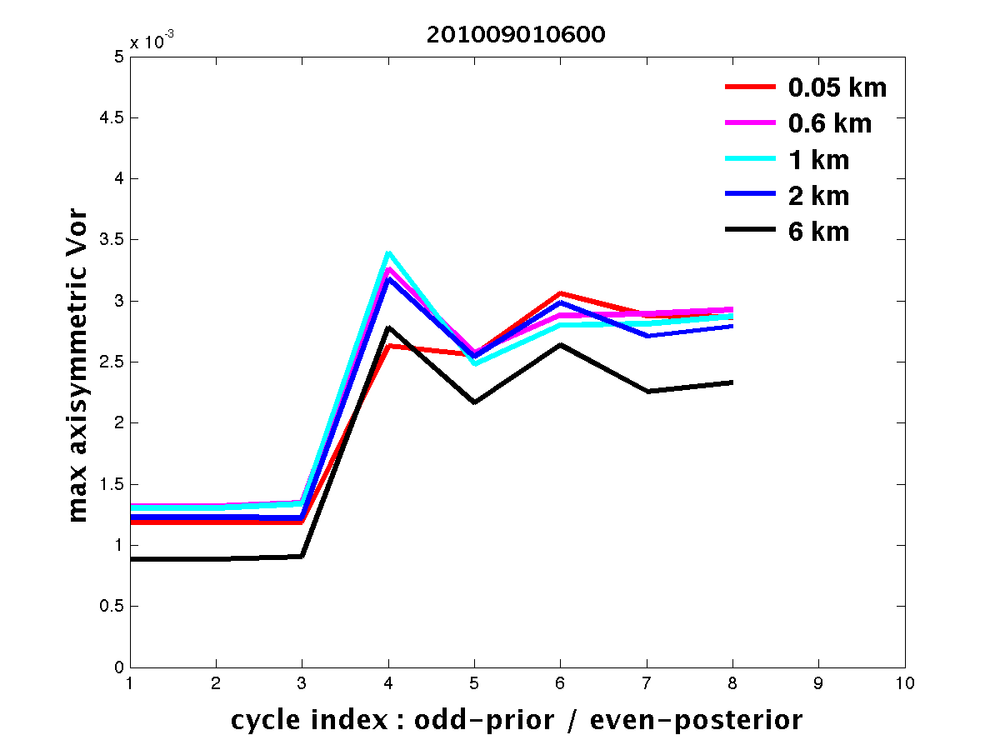 201009010600
x 10-3
5
4.5
4
3.5
3
2.5
2
1.5
1
0.5
0
1 2 3 4 5 6 7 8 9 10
max axisymmetric Vor
cycle index : odd-prior / even-posterior
0.05 km
0.6 km
1 km
2 km
6 km